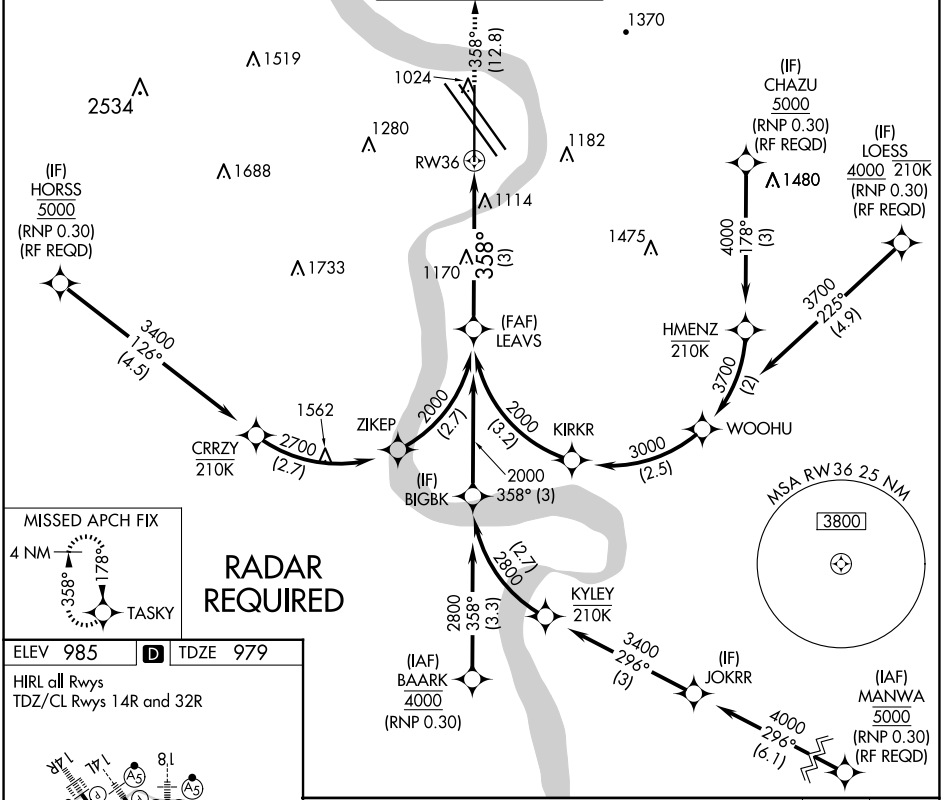 1370
358°
(12.8)
1519
1024
2534
(IF)
CHAZU
5000
(RNP 0.30)
(RF REQD)
1280
1182
(IF)
LOESS
4000 210K
(RNP 0.30)
(RF REQD)
RW36
1688
1480
(IF)
HORSS
5000
(RNP 0.30)
(RF REQD)
1114
358°
(3)
4000
178°
(3)
1475
1170
1733
3700
225°
(4.9)
(FAF)
LEAVS
HMENZ
210K
3400
126°
(4.5)
3700
(2)
1562
ZIKEP
2000
(2.7)
2000
(3.2)
KIRKR
WOOHU
CRRZY
210K
2700
(2.7)
3000
(2.5)
2000
358° (3)
(IF)
BIGBK
MSA RW36 25 NM
3800
MISSED APCH FIX
4 NM
358°
178°
TASKY
RADAR
REQUIRED
(2.7)
2800
2800
358°
(3.3)
KYLEY
210K
3400
296°
(3)
(IF)
JOKRR
(IAF)
BAARK
4000
(RNP 0.30)
(IAF)
MANWA
5000
(RNP 0.30)
(RF REQD)
4000
296°
(6.1)
ELEV 985 D TDZE 979
HIRL all Rwys
TDZ/CL Rwys 14R and 32R
14R
14L
18
A5
A5